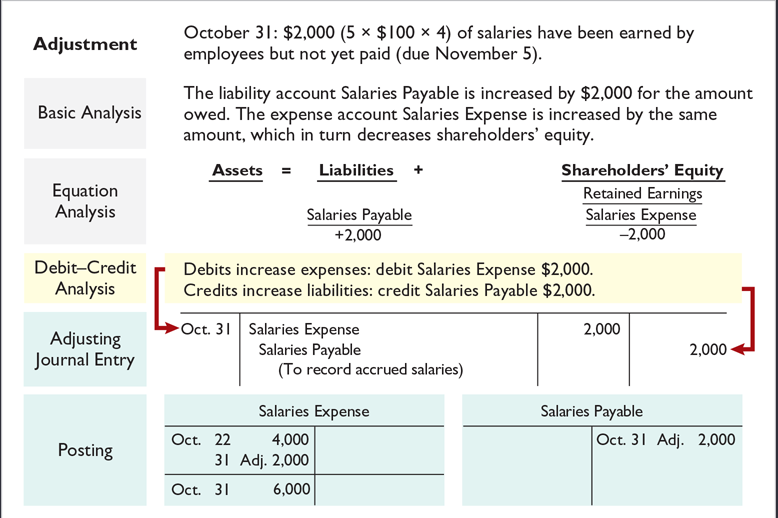 Adjustment
October 31: $2,000 (5 × $100 × 4) of salaries have been earned by
employees but not yet paid (due November 5).
Basic Analysis
The liability account Salaries Payable is increased by $2,000 for the amount
owed. The expense account Salaries Expense is increased by the same
amount, which in turn decreases shareholders’ equity.
Equation
Analysis
Assets = Liabilities + Shareholders’ Equity
Retained Earnings
Salaries Payable Salaries Expense
+2,000 –2,000
Debit–Credit
Analysis
Debits increase expenses: debit Salaries Expense $2,000.
Credits increase liabilities: credit Salaries Payable $2,000.
Adjusting
Journal Entry
Oct. 31 Salaries Expense 2,000
Salaries Payable 2,000
(To record accrued salaries)
Posting
Salaries Expense
Oct. 22 4,000
31 Adj. 2,000
Oct. 31 6,000
Salaries Payable
Oct. 31 Adj. 2,000